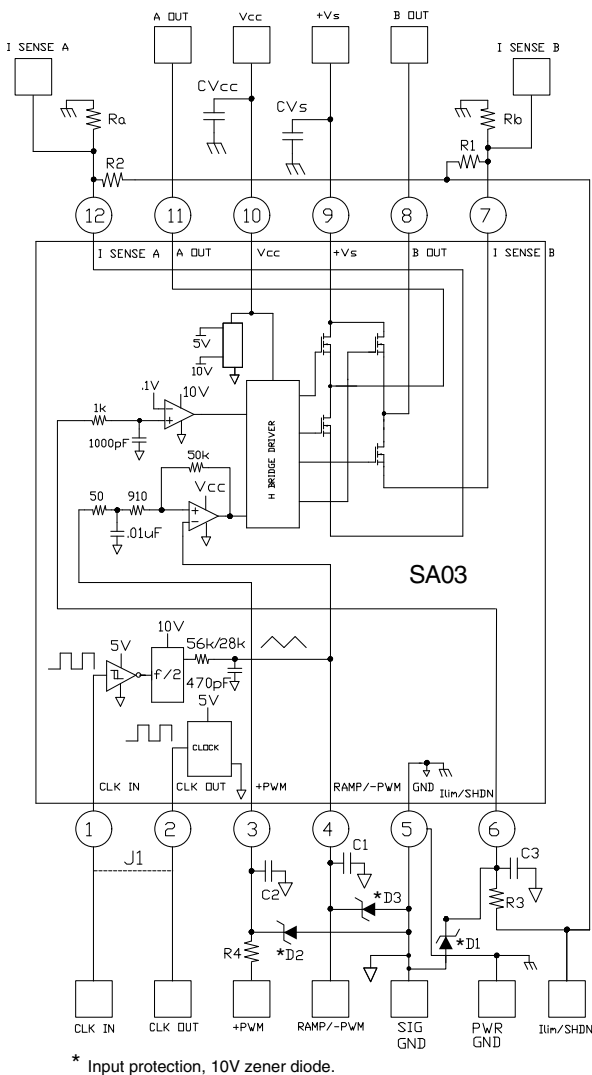 I SENSE A
A OUT
Vcc
+Vs
B OUT
I SENSE B
CVcc
CVs
Ra
Rb
R2
R1
12
11
10
9
8
7
I SENSE A
A OUT
Vcc
+Vs
B OUT
I SENSE B
5V
10V
.1V
10V
1k
1000pF
H BRIDGE DRIVER
50k
Vcc
50
910
.01uF
SA03
10V
56k/28k
5V
f/2
470pF
5V
CLOCK
CLK IN
CLK OUT
+PWM
RAMP/-PWM
GND
Ilim/SHDN
1
2
3
4
5
6
J1
C2
C1
C3
*D3
R3
R4
*D2
*D1
CLK IN
CLK OUT
+PWM
RAMP/-PWM
SIG GND
PWR GND
Ilim/SHDN
* Input protection, 10V zener diode.